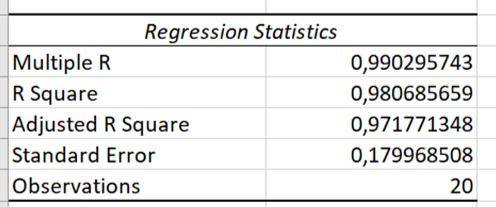 Regression Statistics
Multiple R 0,990295743
R Square 0,980685659
Adjusted R Square 0,971771348
Standard Error 0,179968508
Observations 20